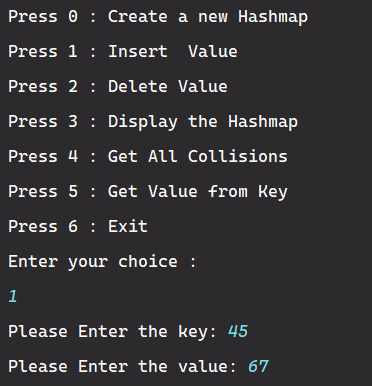 Press 0 : Create a new Hashmap
Press 1 : Insert  Value
Press 2 : Delete Value
Press 3 : Display the Hashmap
Press 4 : Get All Collisions
Press 5 : Get Value from Key
Press 6 : Exit
Enter your choice :
1
Please Enter the key: 45
Please Enter the value: 67